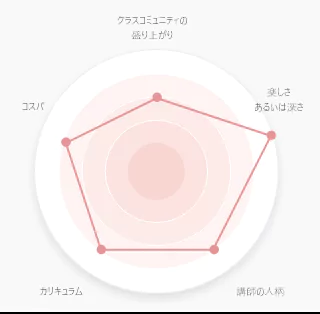 クラスコミュニティの
盛り上がり
楽しさ
あるいは深さ
コスパ
カリキュラム
講師の人柄